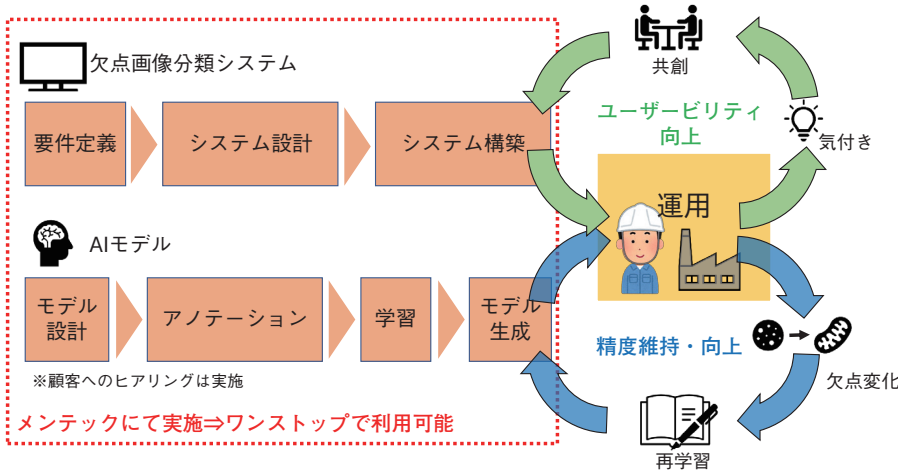 欠点画像分類システム
要件定義
システム設計
システム構築
AIモデル
モデル
設計
アノテーション
学習
モデル
生成
※顧客へのヒアリングは実施
メンテックにて実施⇒ワンストップで利用可能
共創
ユーザービリティ
向上
気付き
運用
精度維持・向上
欠点変化
再学習